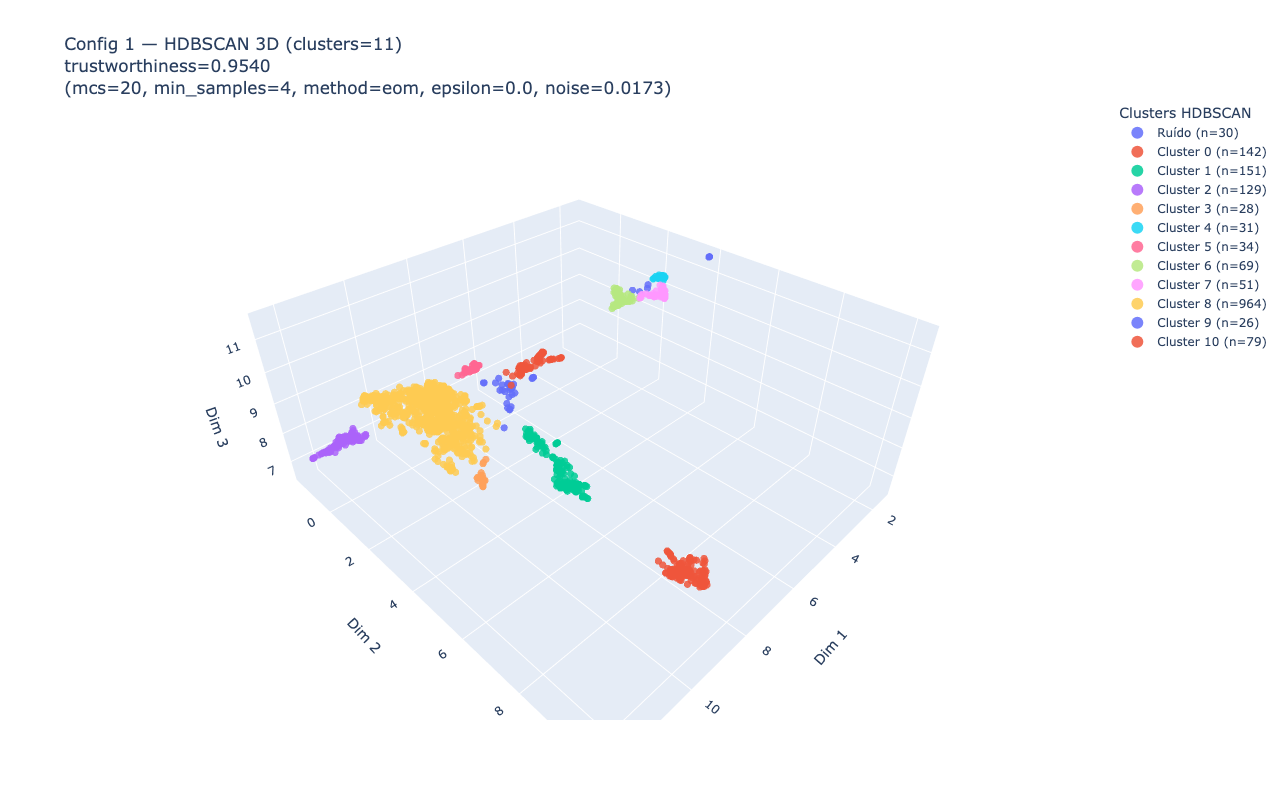 Config 1 — HDBSCAN 3D (clusters=11)
trustworthiness=0.9540
(mcs=20, min_samples=4, method=eom, epsilon=0.0, noise=0.0173)
Clusters HDBSCAN
Ruído (n=30)
Cluster 0 (n=142)
Cluster 1 (n=151)
Cluster 2 (n=129)
Cluster 3 (n=28)
Cluster 4 (n=31)
Cluster 5 (n=34)
Cluster 6 (n=69)
Cluster 7 (n=51)
Cluster 8 (n=964)
Cluster 9 (n=26)
Cluster 10 (n=79)
11
10
9
8
7
Dim 3
0
2
4
6
8
Dim 2
2
4
6
8
10
Dim 1